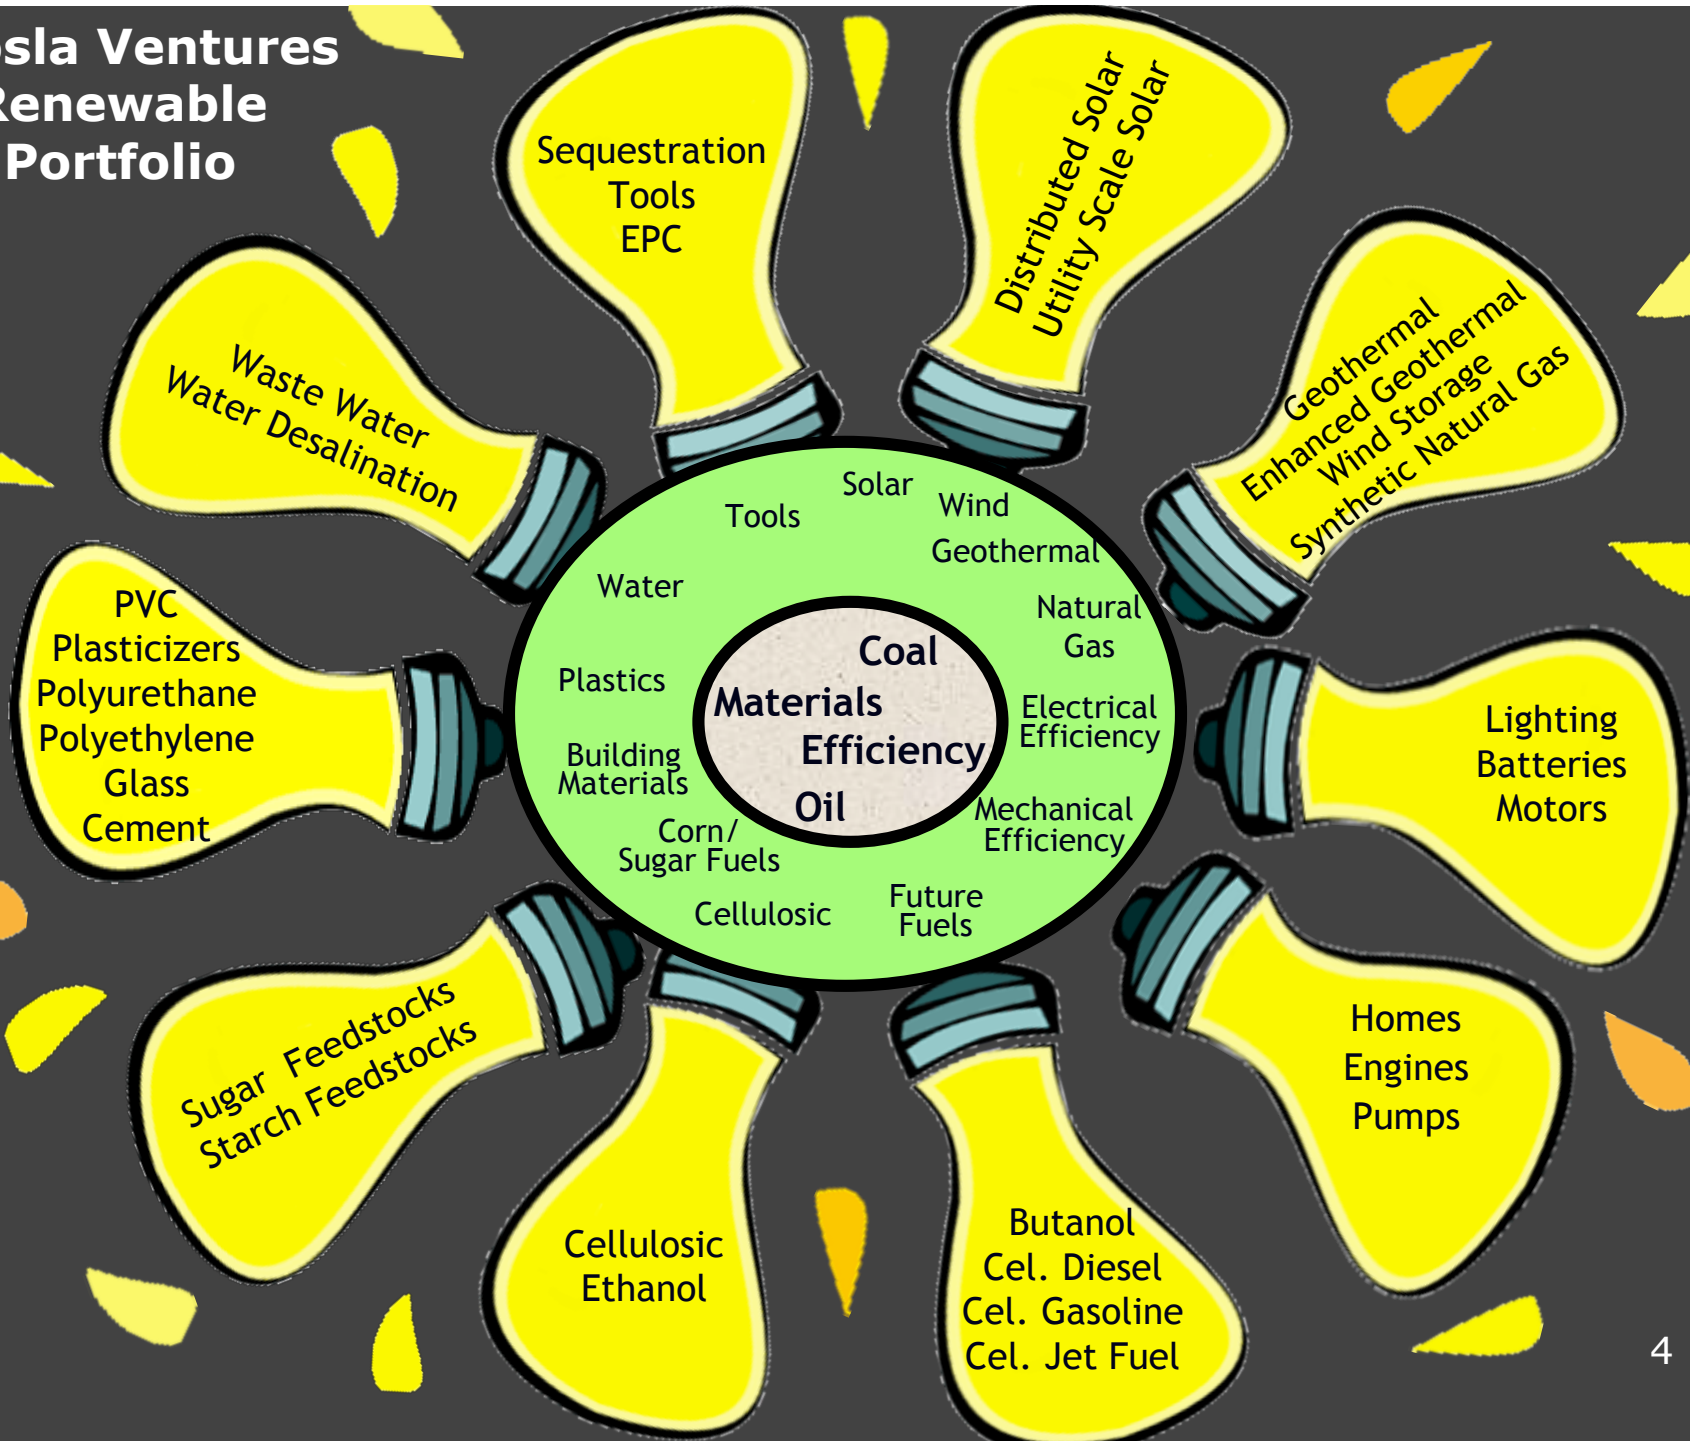 sla Ventures
Renewable
Portfolio
Sequestration
Tools
EPC
Distributed Solar
Utility Scale Solar
Geothermal
Enhanced Geothermal
Wind Storage
Synthetic Natural Gas
Waste Water
Water Desalination
PVC
Plasticizers
Polyurethane
Polyethylene
Glass
Cement
Solar
Tools
Wind
Geothermal
Water
Natural
Gas
Plastics
Electrical
Efficiency
Building
Materials
Mechanical
Efficiency
Corn/
Sugar Fuels
Cellulosic
Future
Fuels
Coal
Materials
Efficiency
Oil
Lighting
Batteries
Motors
Homes
Engines
Pumps
Sugar Feedstocks
Starch Feedstocks
Cellulosic
Ethanol
Butanol
Cel. Diesel
Cel. Gasoline
Cel. Jet Fuel
4